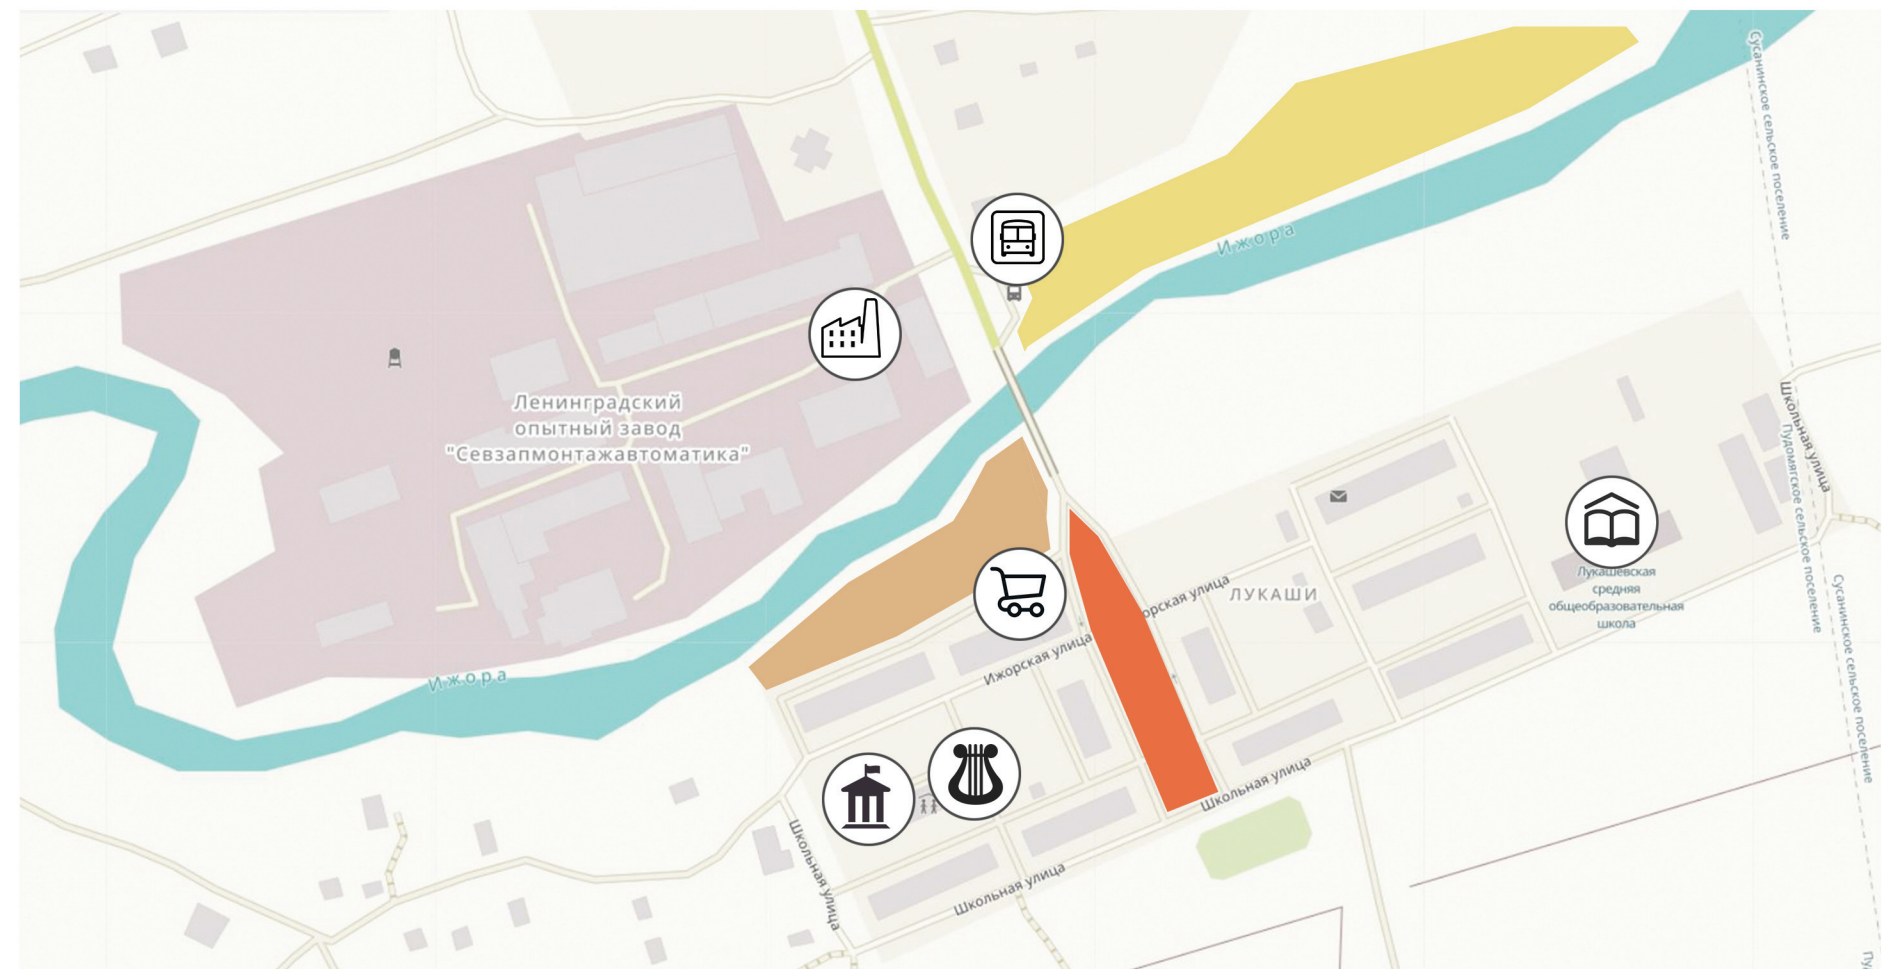 Сусанинское сельское поселение
Ижора
Ленинградский
опытный завод
"Севзапмонтажавтоматика"
Школьная улица
Пудомягское сельское поселение
Лукашевская
средняя
общеобразовательная
школа
орская улица
ЛУКАШИ
Ижорская улица
Сусанинское сельское поселение
Ижора
Школьная улица
Школьная улица
Школьная улица